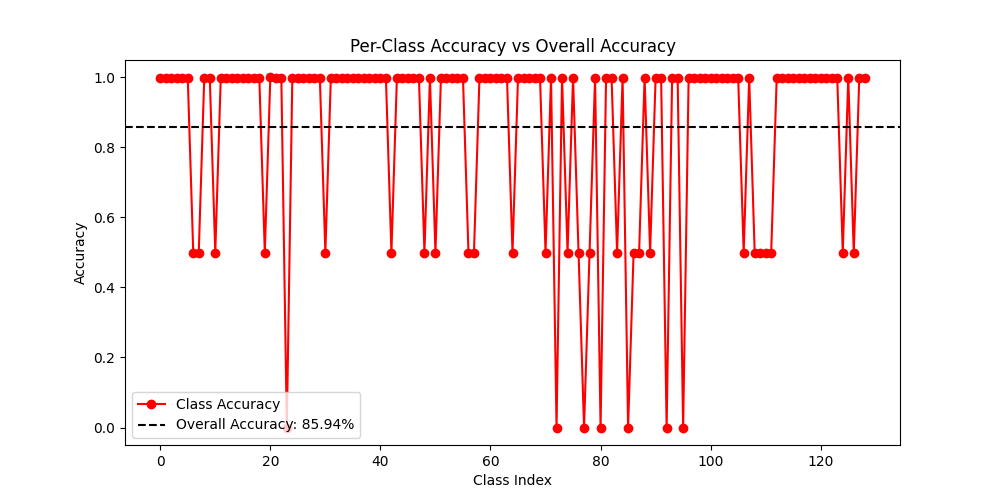 Per-Class Accuracy vs Overall Accuracy
1.0
0.8
0.6
0.4
0.2
0.0
Accuracy
Class Accuracy
Overall Accuracy: 85.94%
0 20 40 60 80 100 120
Class Index